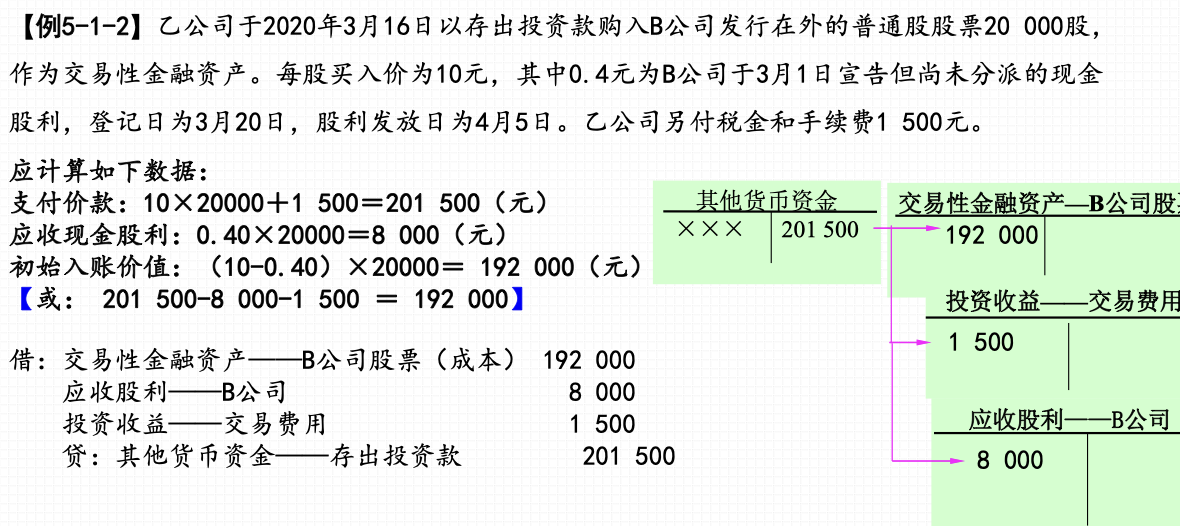 【例5-1-2】乙公司于2020年3月16日以存出投资款购入B公司发行在外的普通股股票20 000股，
作为交易性金融资产。每股买入价为10元，其中0.4元为B公司于3月1日宣告但尚未分派的现金
股利，登记日为3月20日，股利发放日为4月5日。乙公司另付税金和手续费1 500元。
应计算如下数据：
支付价款：10×20000＋1 500＝201 500（元）
应收现金股利：0.40×20000＝8 000（元）
初始入账价值：（10-0.40）×20000＝ 192 000（元）
【或： 201 500-8 000-1 500 ＝ 192 000】
借：交易性金融资产——B公司股票（成本） 192 000
应收股利——B公司 8 000
投资收益——交易费用 1 500
贷：其他货币资金——存出投资款 201 500
其他货币资金
××× 201 500
交易性金融资产—B公司股
192 000
投资收益——交易费用
1 500
应收股利——B公司
8 000